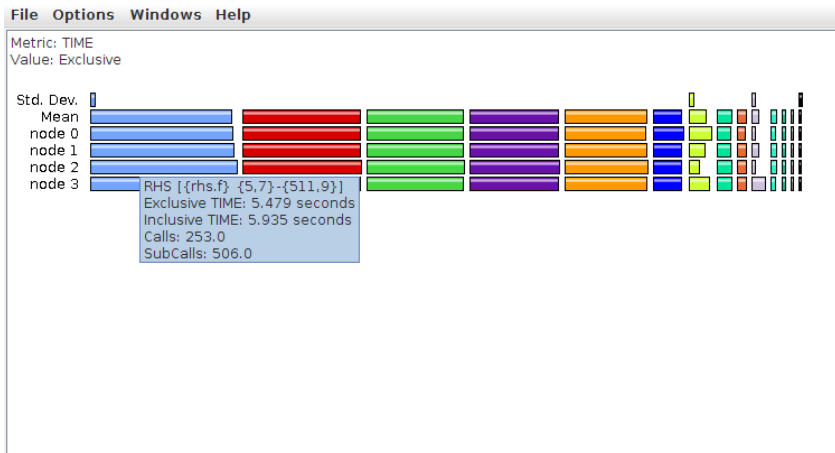 File Options Windows Help
Metric: TIME
Value: Exclusive
Std. Dev.
Mean
node 0
node 1
node 2
node 3
RHS [{rhs.f} {5,7}-{511,9}]
Exclusive TIME: 5.479 seconds
Inclusive TIME: 5.935 seconds
Calls: 253.0
SubCalls: 506.0